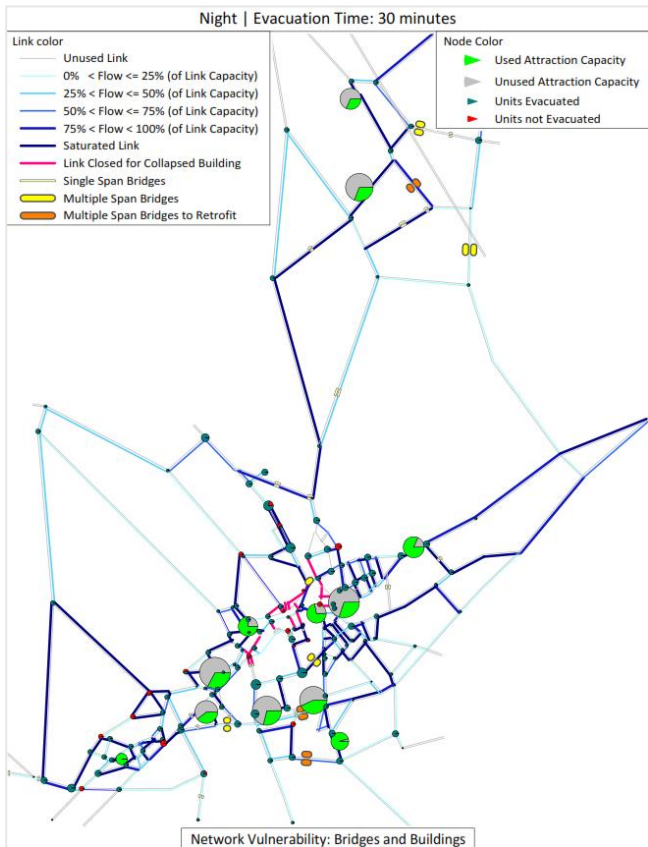 Night | Evacuation Time: 30 minutes
Link color
Unused Link
0% < Flow <= 25% (of Link Capacity)
25% < Flow <= 50% (of Link Capacity)
50% < Flow <= 75% (of Link Capacity)
75% < Flow < 100% (of Link Capacity)
Saturated Link
Link Closed for Collapsed Building
Single Span Bridges
Multiple Span Bridges
Multiple Span Bridges to Retrofit
Node Color
Used Attraction Capacity
Unused Attraction Capacity
Units Evacuated
Units not Evacuated
Network Vulnerability: Bridges and Buildings